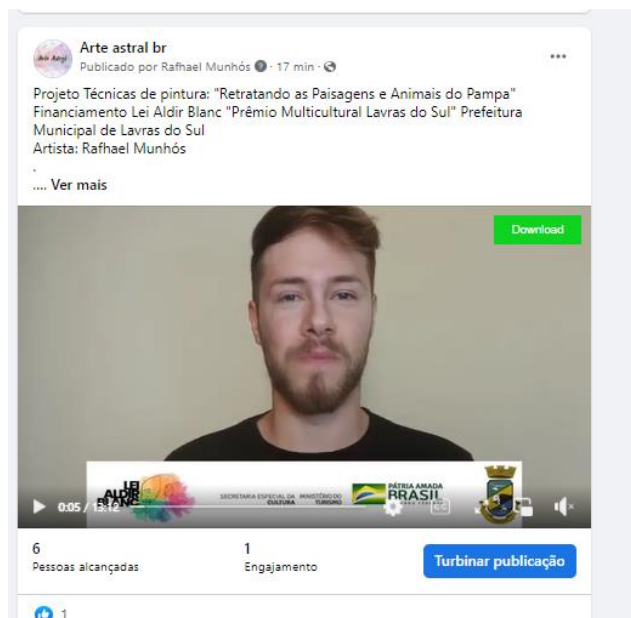 Arte astral br
Publicado por Rafhael Munhós · 17 min ·
Projeto Técnicas de pintura: "Retratando as Paisagens e Animais do Pampa"
Financiamento Lei Aldir Blanc "Prêmio Multicultural Lavras do Sul" Prefeitura
Municipal de Lavras do Sul
Artista: Rafhael Munhós
.
.... Ver mais
Download
LEI
ALDIR
BLANC
SECRETARIA ESPECIAL DA CULTURA
MINISTÉRIO DO TURISMO
PÁTRIA AMADA
BRASIL
0:05 / 13:12
6
Pessoas alcançadas
1
Engajamento
Turbinar publicação
1